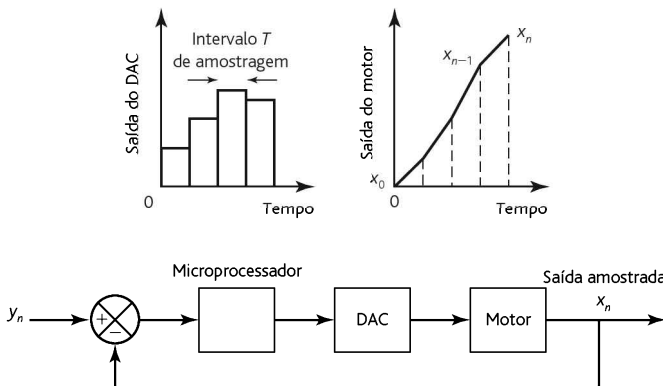 Intervalo T
de amostragem
Saída do DAC
0
Tempo
Saída do motor
xn
xn−1
x0
0
Tempo
Microprocessador
Saída amostrada
xn
yn
+
−
DAC
Motor